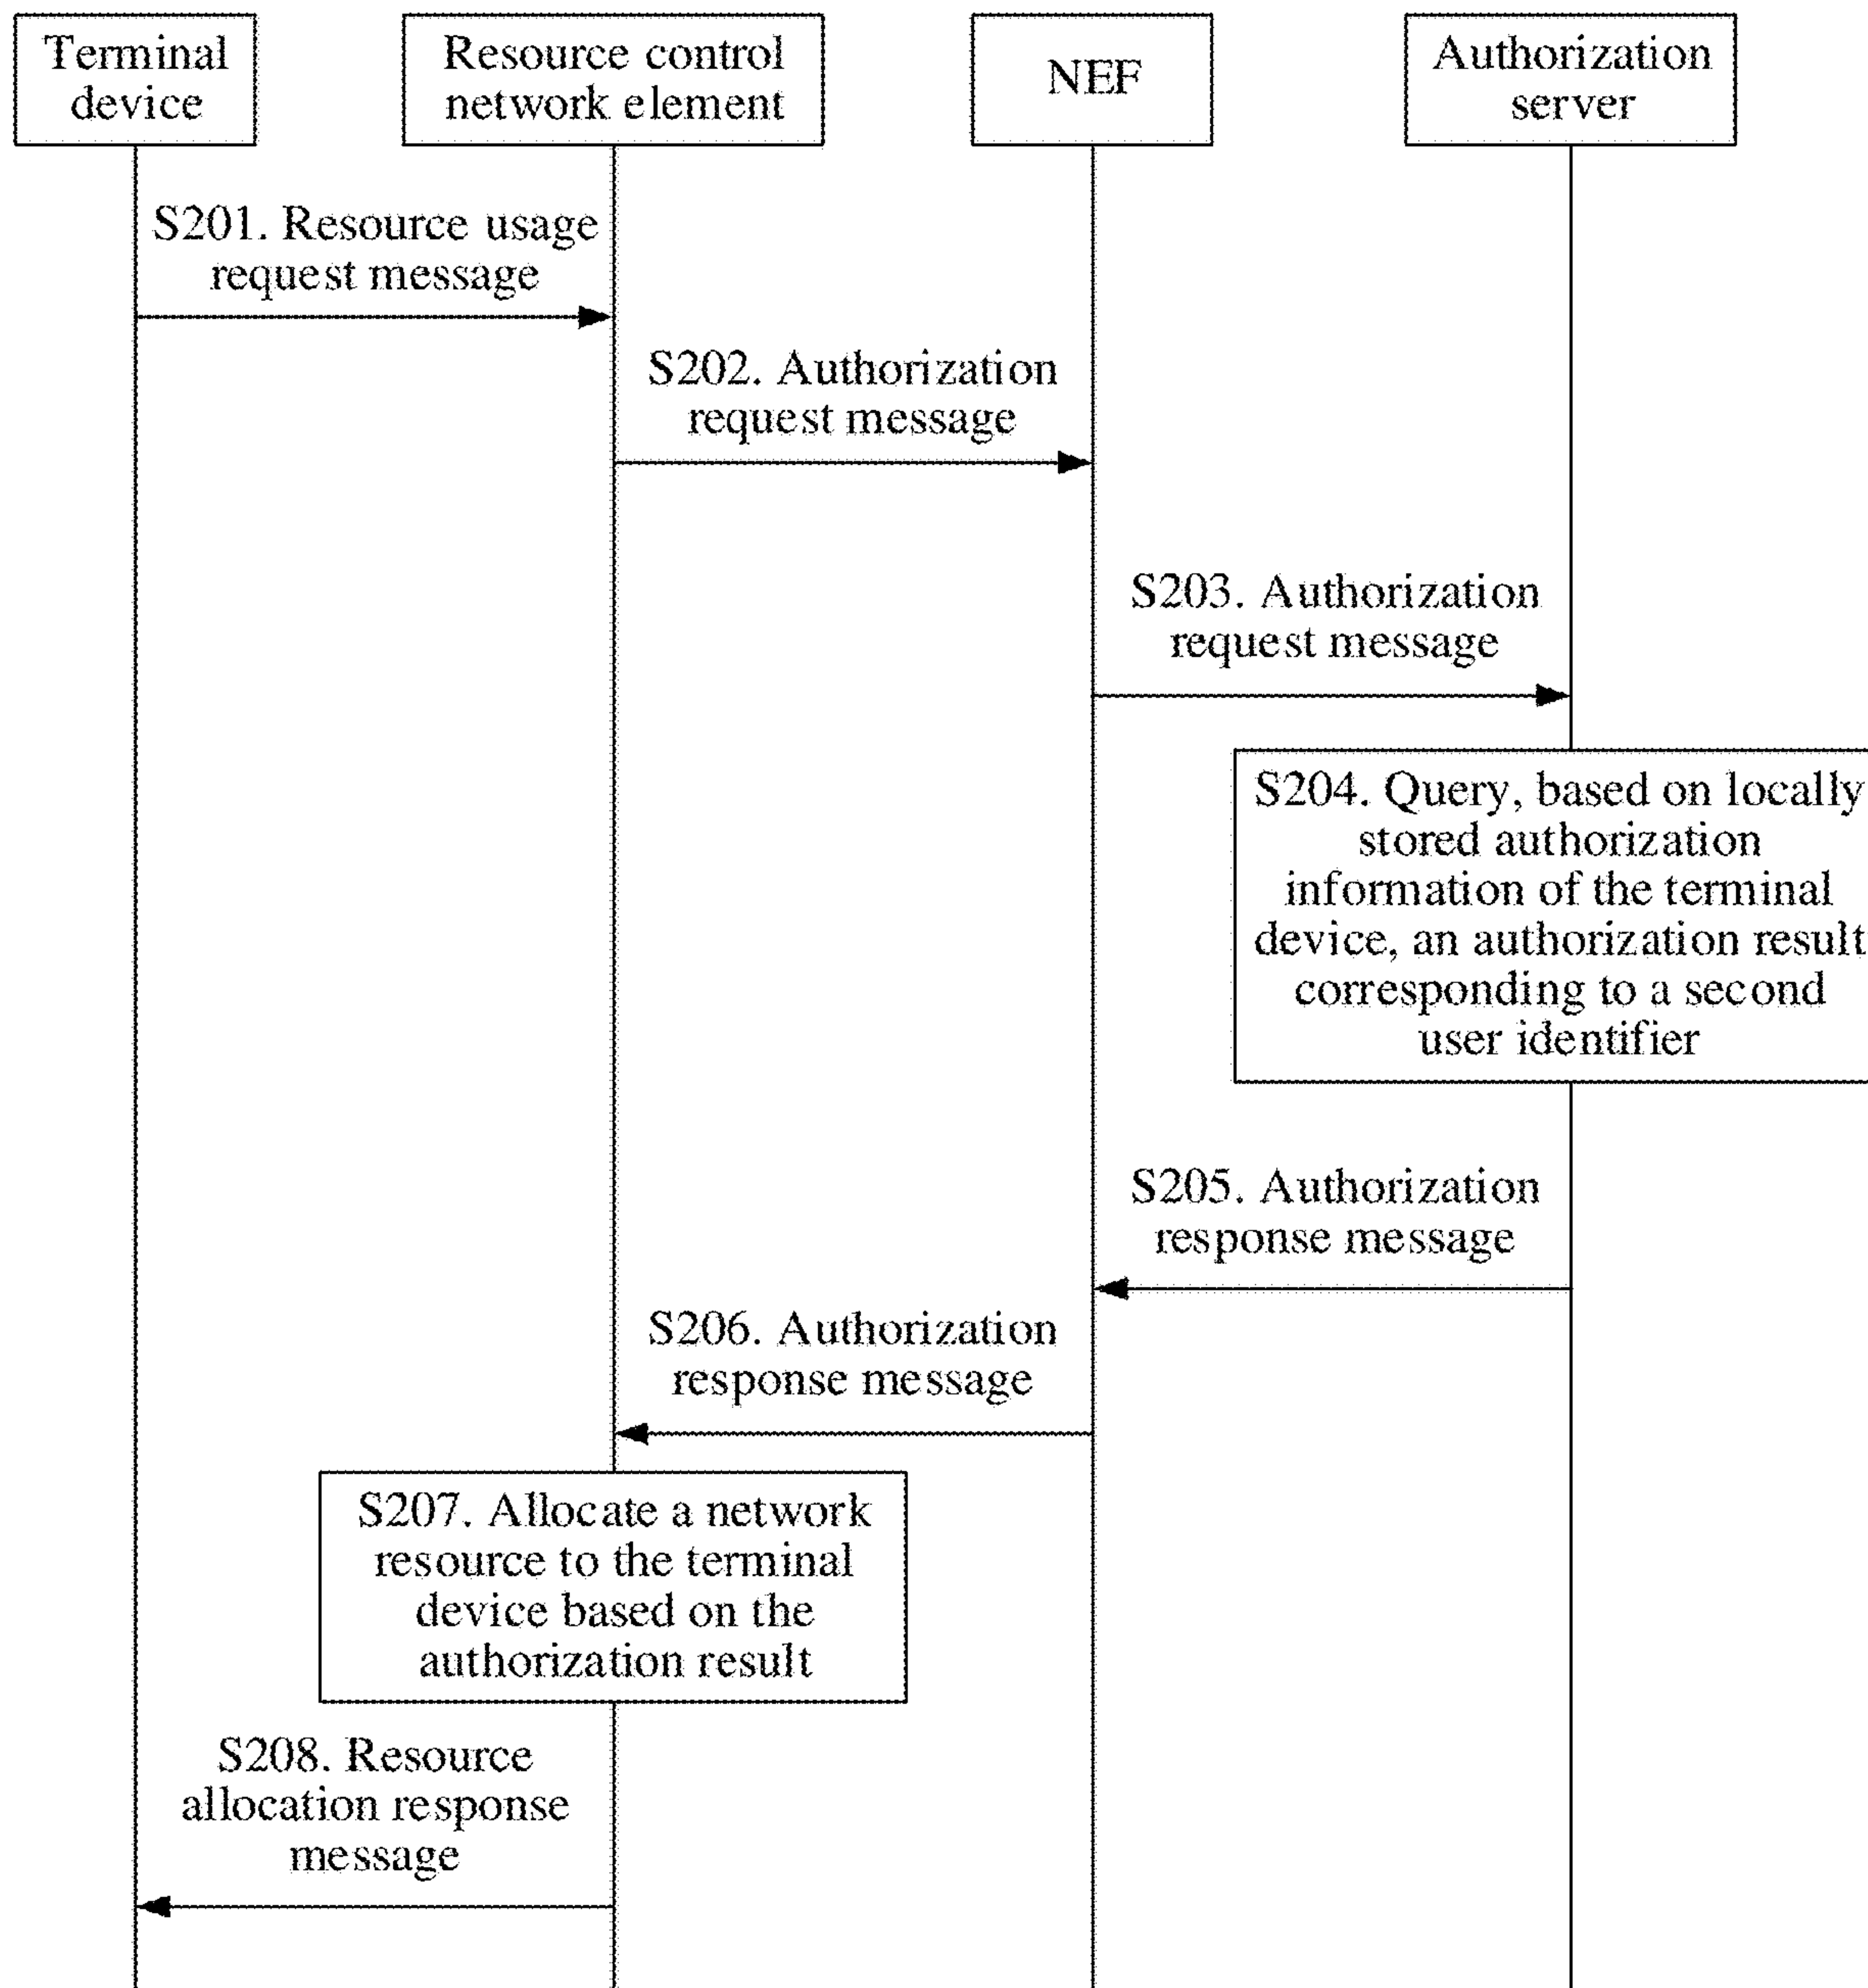 Terminal
device
Resource control
network element
NEF
Authorization
server
S201. Resource usage
request message
S202. Authorization
request message
S203. Authorization
request message
S204. Query, based on locally
stored authorization
information of the terminal
device, an authorization result
corresponding to a second
user identifier
S205. Authorization
response message
S206. Authorization
response message
S207. Allocate a network
resource to the terminal
device based on the
authorization result
S208. Resource
allocation response
message